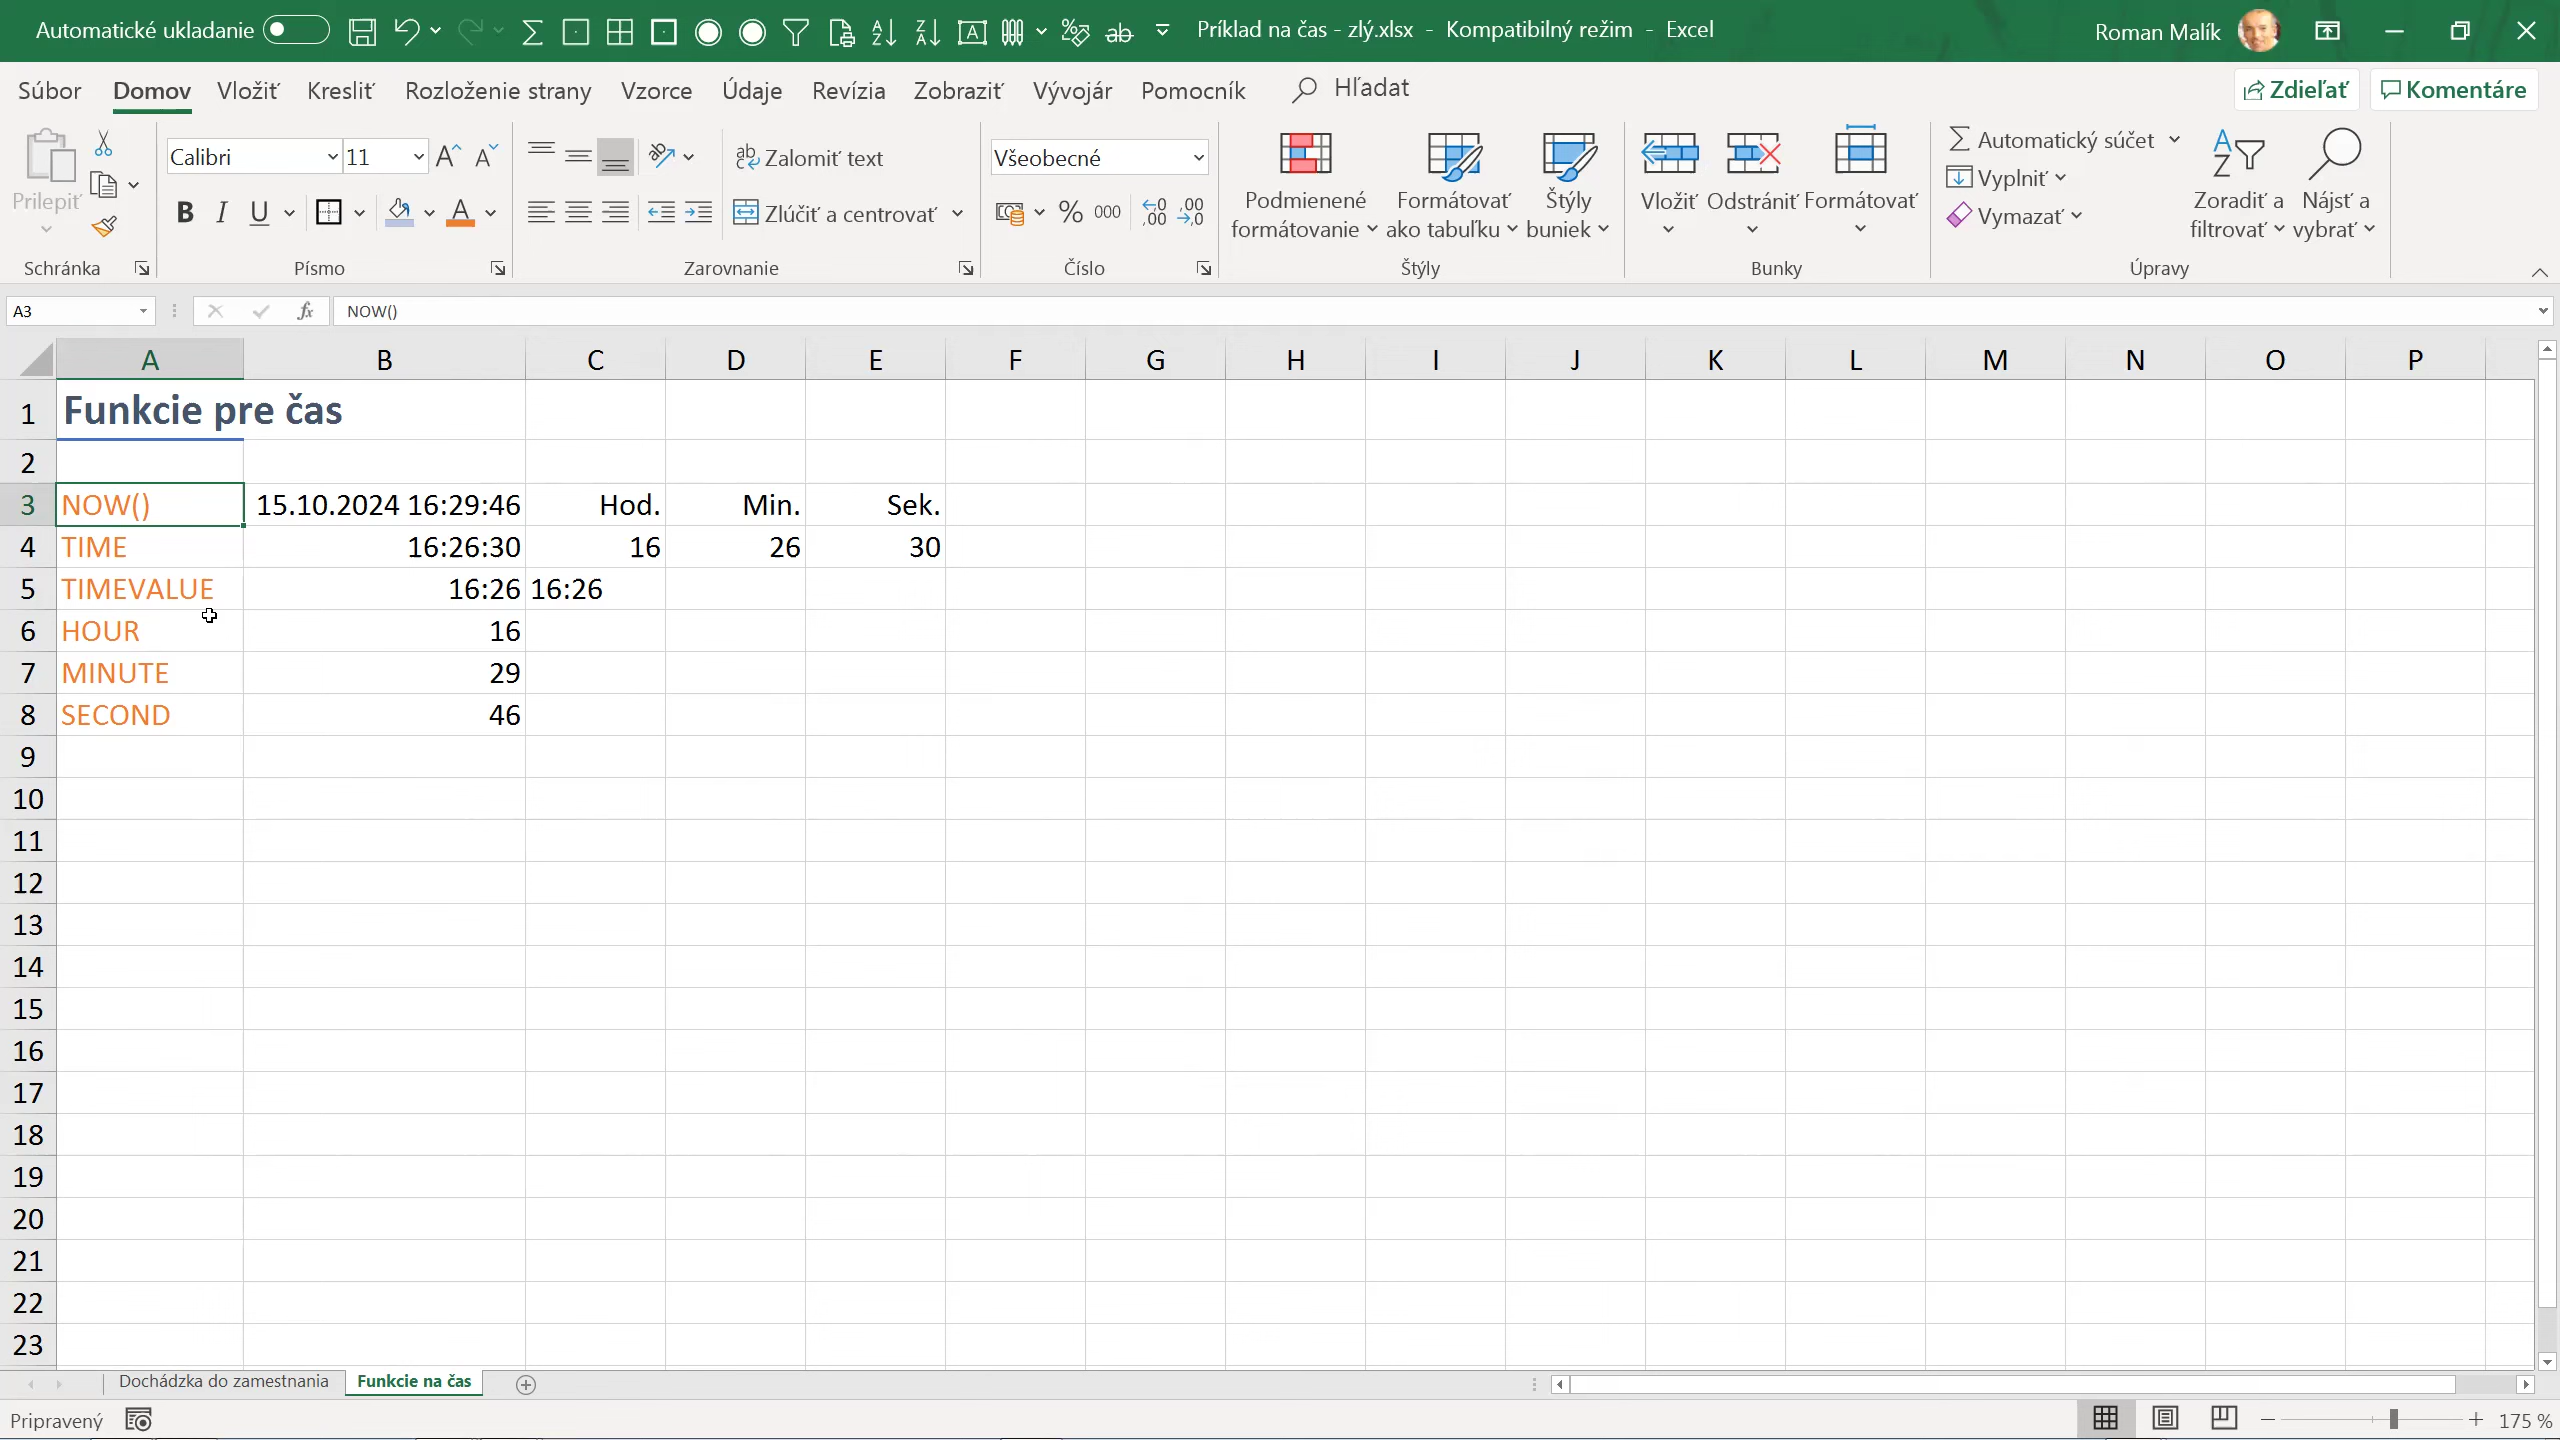 Automatické ukladanie
Príklad na čas - zlý.xlsx - Kompatibilný režim - Excel
Roman Malík
Súbor Domov Vložiť Kresliť Rozloženie strany Vzorce Údaje Revízia Zobraziť Vývojár Pomocník Hľadať
Zdieľať Komentáre
Prilepiť
Calibri 11
Zalomiť text
Zlúčiť a centrovať
Všeobecné
Podmienené formátovanie
Formátovať ako tabuľku
Štýly buniek
Vložiť Odstrániť Formátovať
Automatický súčet
Vyplniť
Vymazať
Zoradiť a filtrovať
Nájsť a vybrať
Schránka Písmo Zarovnanie Číslo Štýly Bunky Úpravy
A3 NOW()
A B C D E F G H I J K L M N O P
1 Funkcie pre čas
2
3 NOW() 15.10.2024 16:29:46 Hod. Min. Sek.
4 TIME 16:26:30 16 26 30
5 TIMEVALUE 16:26 16:26
6 HOUR 16
7 MINUTE 29
8 SECOND 46
9
10
11
12
13
14
15
16
17
18
19
20
21
22
23
Dochádzka do zamestnania Funkcie na čas
Pripravený
175 %